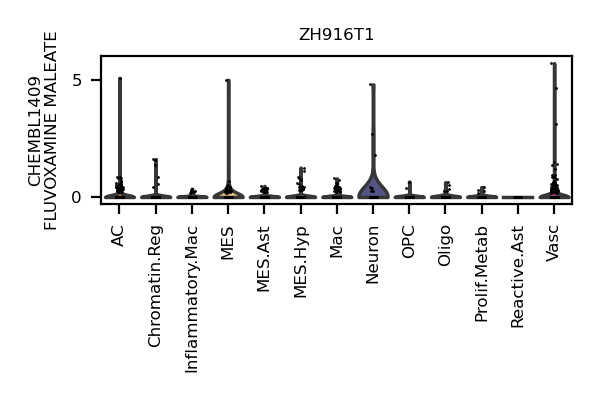 ZH916T1
CHEMBL1409
FLUVOXAMINE MALEATE
5
0
AC
Chromatin.Reg
Inflammatory.Mac
MES
MES.Ast
MES.Hyp
Mac
Neuron
OPC
Oligo
Prolif.Metab
Reactive.Ast
Vasc